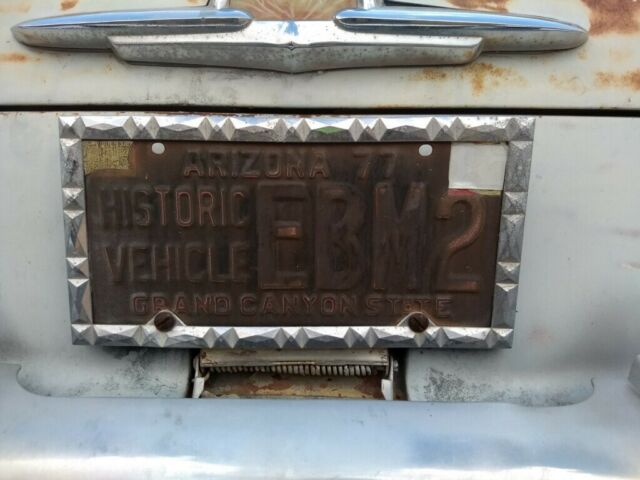 ARIZONA 77
HISTORIC
VEHICLE
EBM2
GRAND CANYON STATE